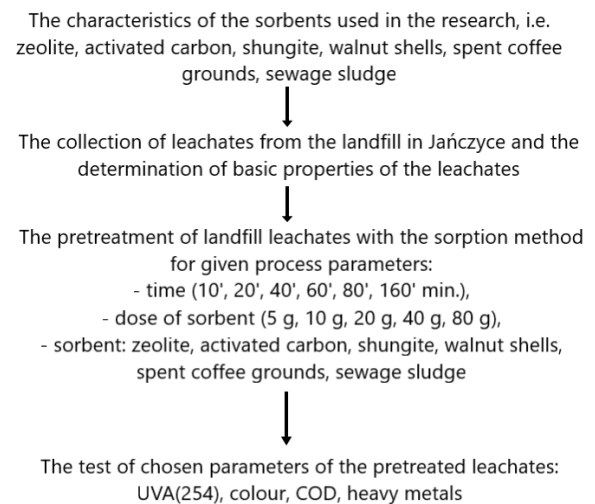 The characteristics of the sorbents used in the research, i.e.
zeolite, activated carbon, shungite, walnut shells, spent coffee
grounds, sewage sludge
The collection of leachates from the landfill in Jańczyce and the
determination of basic properties of the leachates
The pretreatment of landfill leachates with the sorption method
for given process parameters:
- time (10', 20', 40', 60', 80', 160' min.),
- dose of sorbent (5 g, 10 g, 20 g, 40 g, 80 g),
- sorbent: zeolite, activated carbon, shungite, walnut shells,
spent coffee grounds, sewage sludge
The test of chosen parameters of the pretreated leachates:
UVA(254), colour, COD, heavy metals